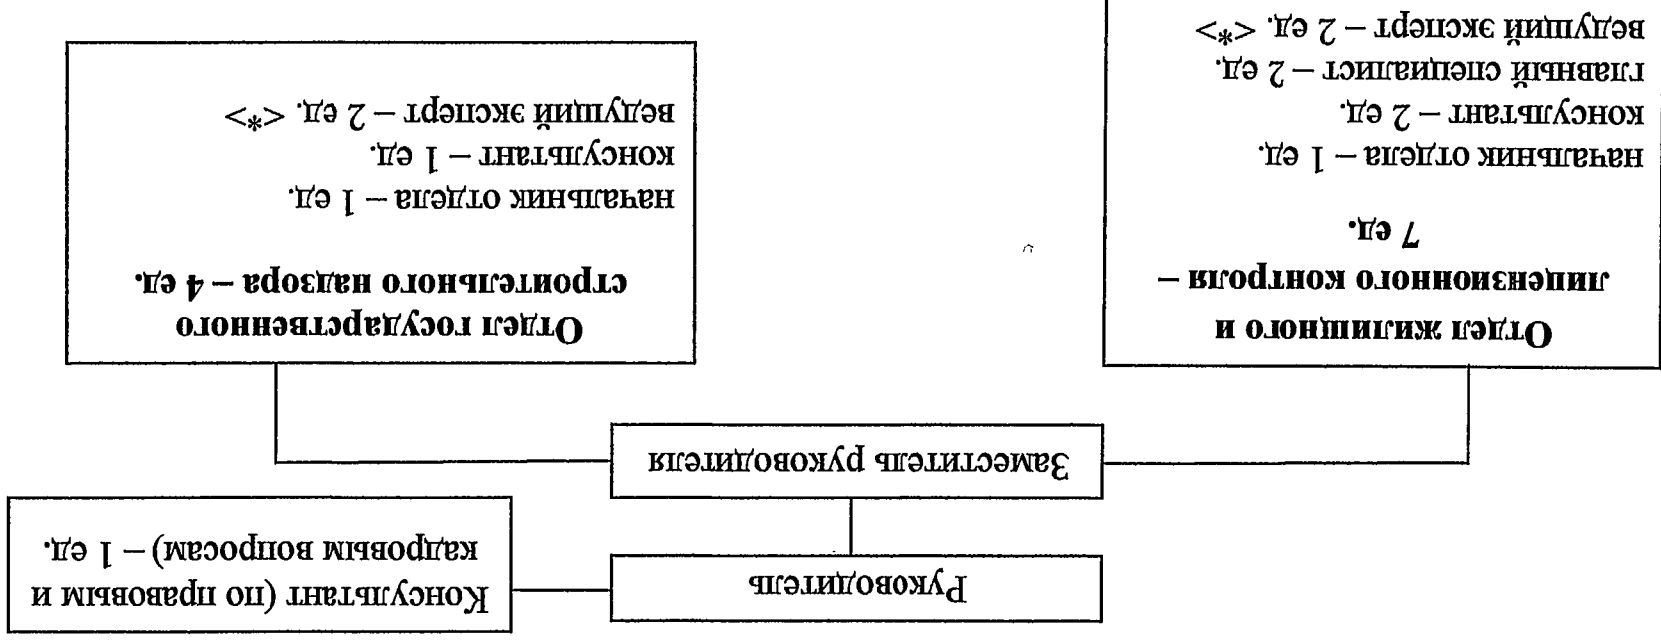 Руководитель
Консультант (по правовым и
кадровым вопросам) – 1 ед.
Заместитель руководителя
Отдел жилищного и
лицензионного контроля –
7 ед.
начальник отдела – 1 ед.
консультант – 2 ед.
главный специалист – 2 ед.
ведущий эксперт – 2 ед. <*>
Отдел государственного
строительного надзора – 4 ед.
начальник отдела – 1 ед.
консультант – 1 ед.
ведущий эксперт – 2 ед. <*>